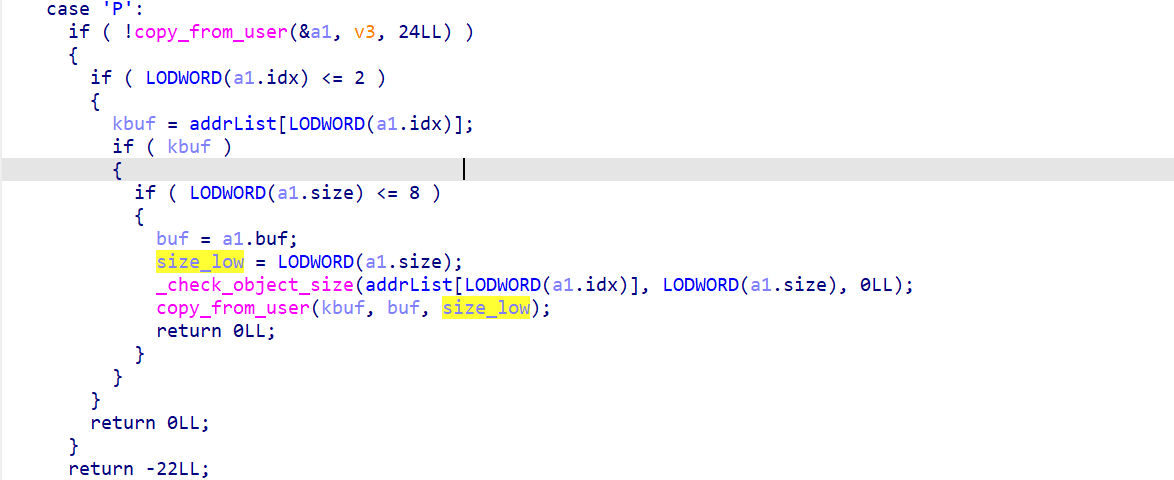 case 'P':
if ( !copy_from_user(&a1, v3, 24LL) )
{
if ( LODWORD(a1.idx) <= 2 )
{
kbuf = addrList[LODWORD(a1.idx)];
if ( kbuf )
{
if ( LODWORD(a1.size) <= 8 )
{
buf = a1.buf;
size_low = LODWORD(a1.size);
_check_object_size(addrList[LODWORD(a1.idx)], LODWORD(a1.size), 0LL);
copy_from_user(kbuf, buf, size_low);
return 0LL;
}
}
}
return 0LL;
}
return -22LL;